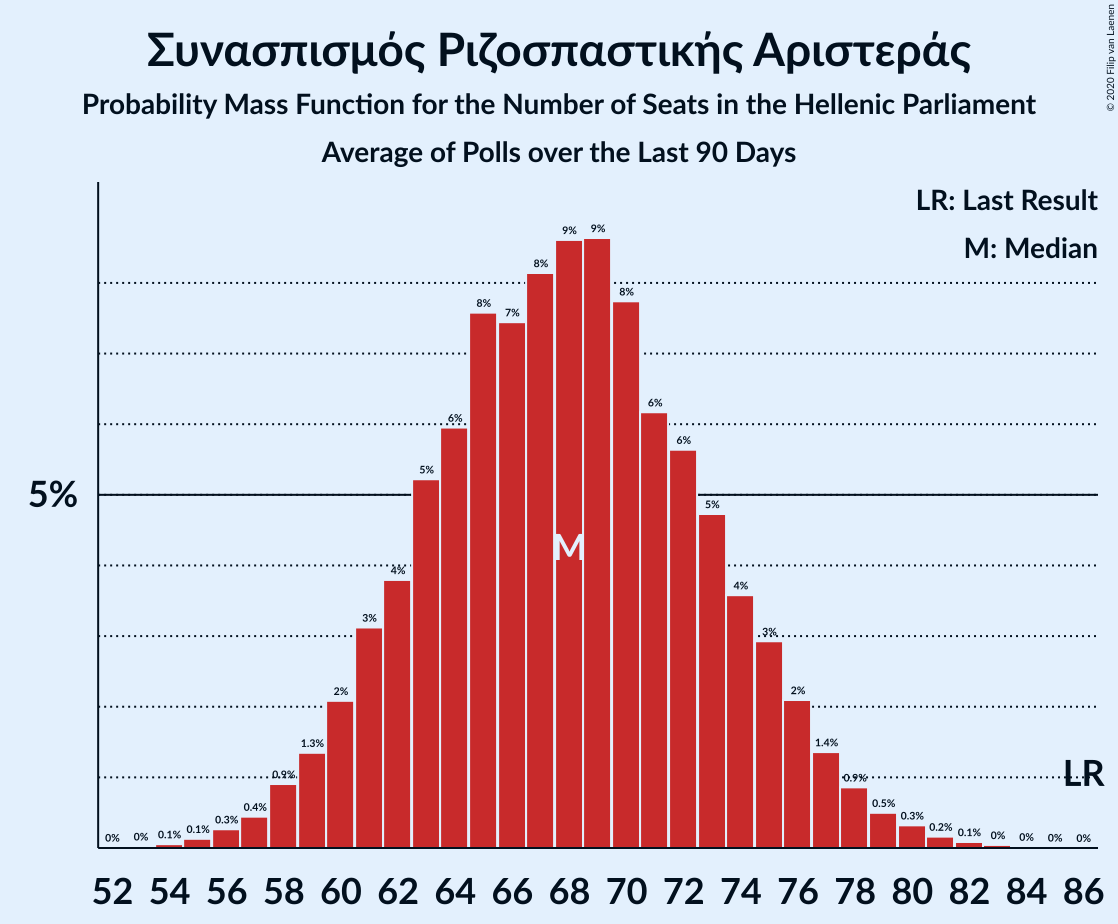 Συνασπισμός Ριζοσπαστικής Αριστεράς
Probability Mass Function for the Number of Seats in the Hellenic Parliament
Average of Polls over the Last 90 Days
© 2020 Filip van Laenen
LR: Last Result
M: Median
5%
0% 0% 0.1% 0.1% 0.3% 0.4% 0.9% 1.3% 2% 3% 4% 5% 6% 8% 7% 8% 9% 9% 8% 6% 6% 5% 4% 3% 2% 1.4% 0.9% 0.5% 0.3% 0.2% 0.1% 0% 0% 0% 0%
M
LR
52 54 56 58 60 62 64 66 68 70 72 74 76 78 80 82 84 86